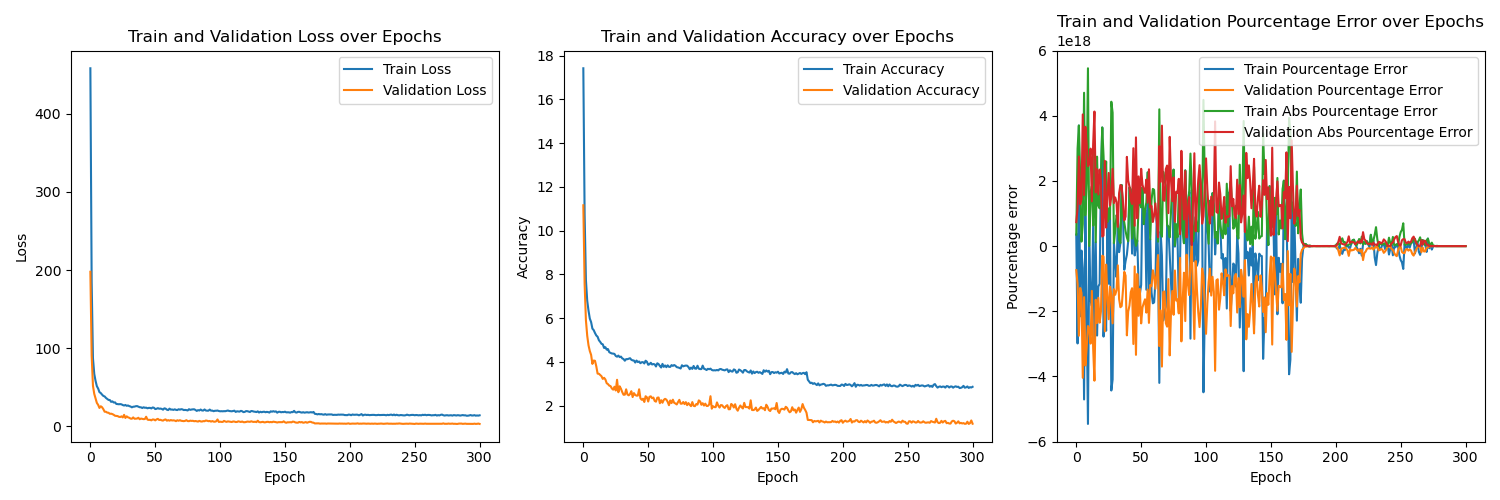 Train and Validation Loss over Epochs
Train Loss
Validation Loss
400
300
200
100
0
Loss
0 50 100 150 200 250 300
Epoch
Train and Validation Accuracy over Epochs
Train Accuracy
Validation Accuracy
18
16
14
12
10
8
6
4
2
Accuracy
0 50 100 150 200 250 300
Epoch
Train and Validation Pourcentage Error over Epochs
1e18
Train Pourcentage Error
Validation Pourcentage Error
Train Abs Pourcentage Error
Validation Abs Pourcentage Error
6
4
2
0
−2
−4
−6
Pourcentage error
0 50 100 150 200 250 300
Epoch